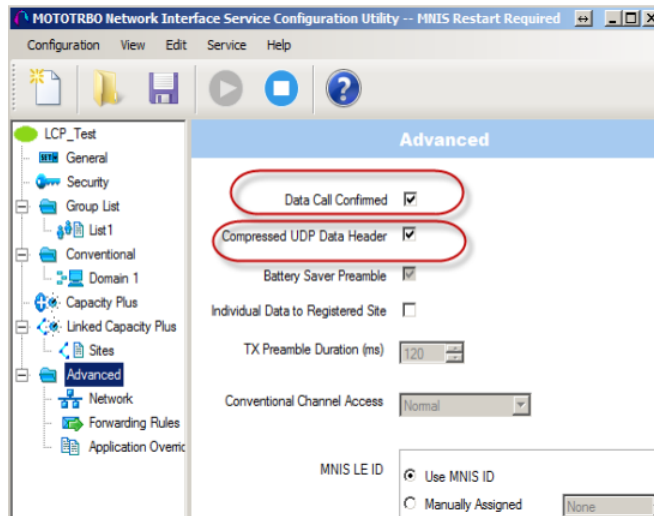 MOTOTRBO Network Interface Service Configuration Utility -- MNIS Restart Required
Configuration View Edit Service Help
LCP_Test
General
Security
Group List
List1
Conventional
Domain 1
Capacity Plus
Linked Capacity Plus
Sites
Advanced
Network
Forwarding Rules
Application Overric
Advanced
Data Call Confirmed
Compressed UDP Data Header
Battery Saver Preamble
Individual Data to Registered Site
TX Preamble Duration (ms) 120
Conventional Channel Access Normal
MNIS LE ID Use MNIS ID
Manually Assigned None